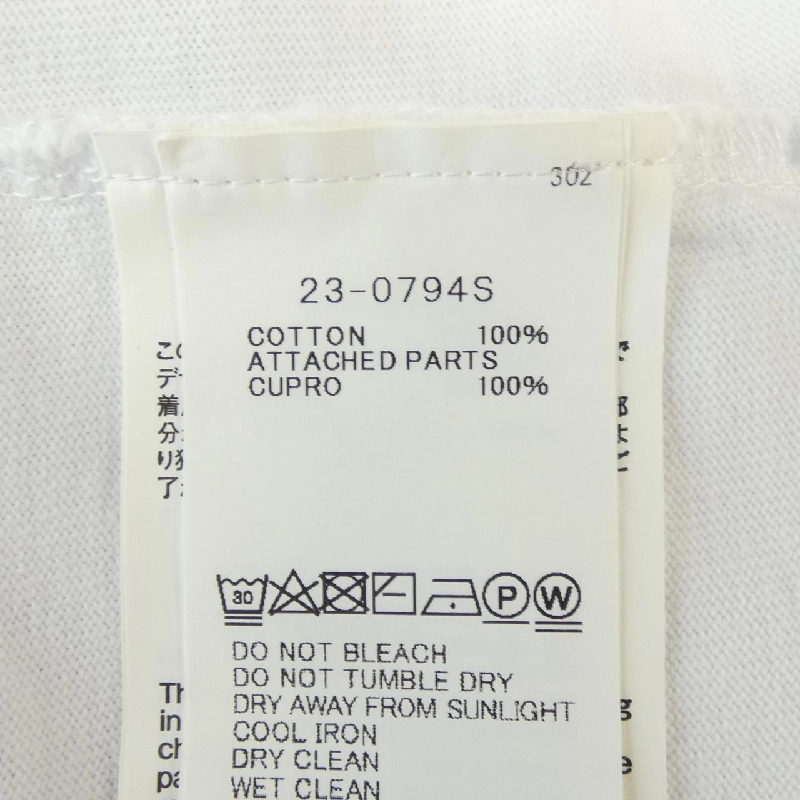 302
23-0794S
COTTON 100%
ATTACHED PARTS
CUPRO 100%
30
P W
DO NOT BLEACH
DO NOT TUMBLE DRY
DRY AWAY FROM SUNLIGHT
COOL IRON
DRY CLEAN
WET CLEAN